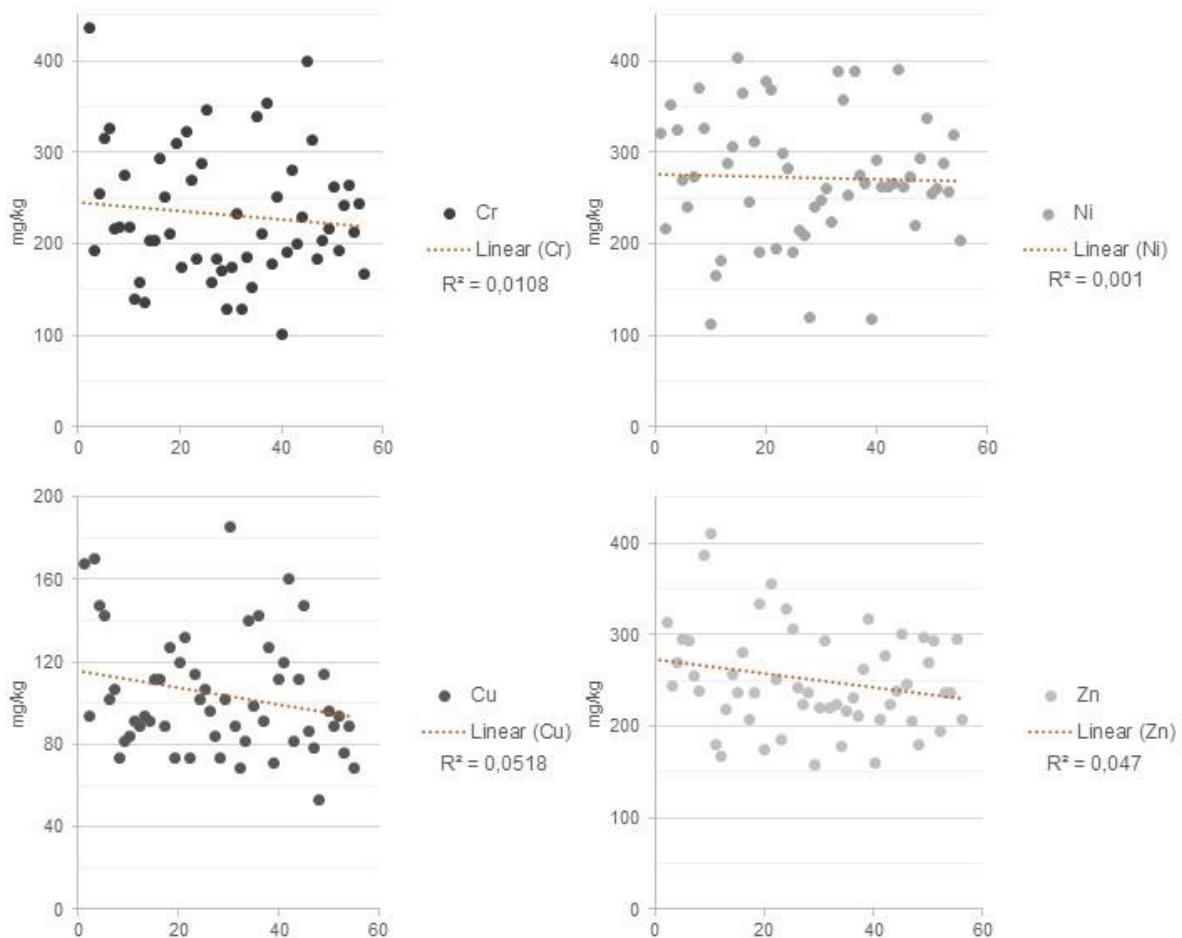 400
300
200
100
0
mg/kg
0 20 40 60
Cr
Linear (Cr)
R² = 0,0108
400
300
200
100
0
mg/kg
0 20 40 60
Ni
Linear (Ni)
R² = 0,001
200
160
120
80
40
0
mg/kg
0 20 40 60
Cu
Linear (Cu)
R² = 0,0518
400
300
200
100
0
mg/kg
0 20 40 60
Zn
Linear (Zn)
R² = 0,047